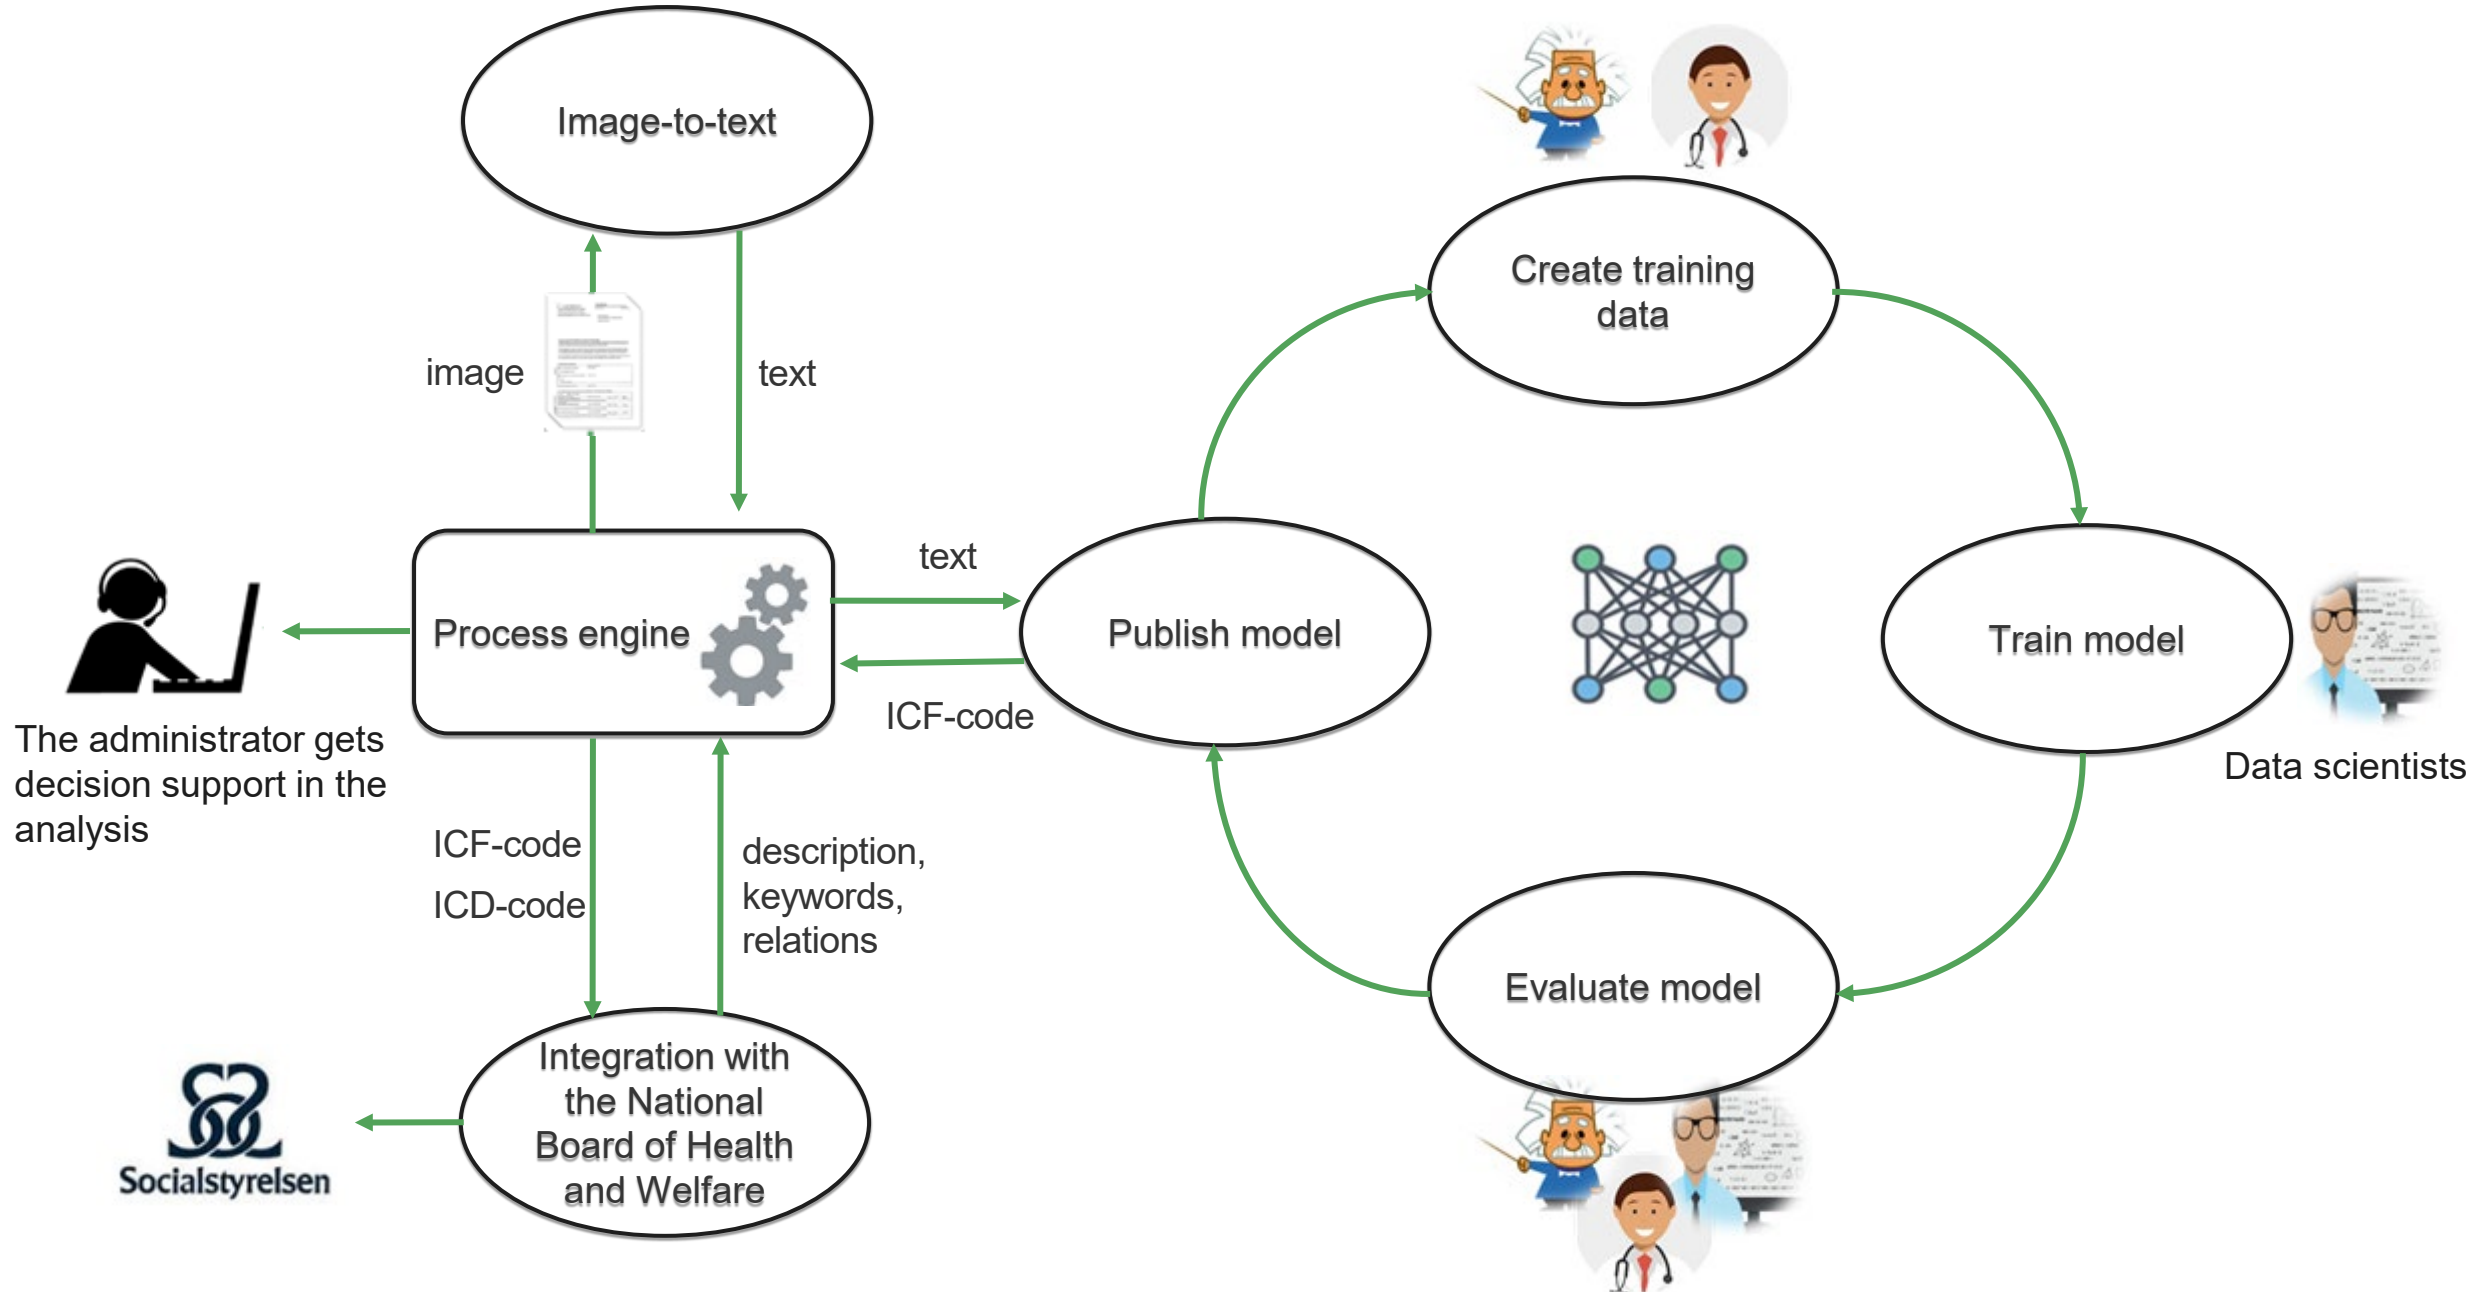 Image-to-text
Create training
data
image
text
text
Process engine
Publish model
Train model
ICF-code
The administrator gets
decision support in the
analysis
Data scientists
ICF-code
ICD-code
description,
keywords,
relations
Evaluate model
Integration with
the National
Board of Health
and Welfare
Socialstyrelsen